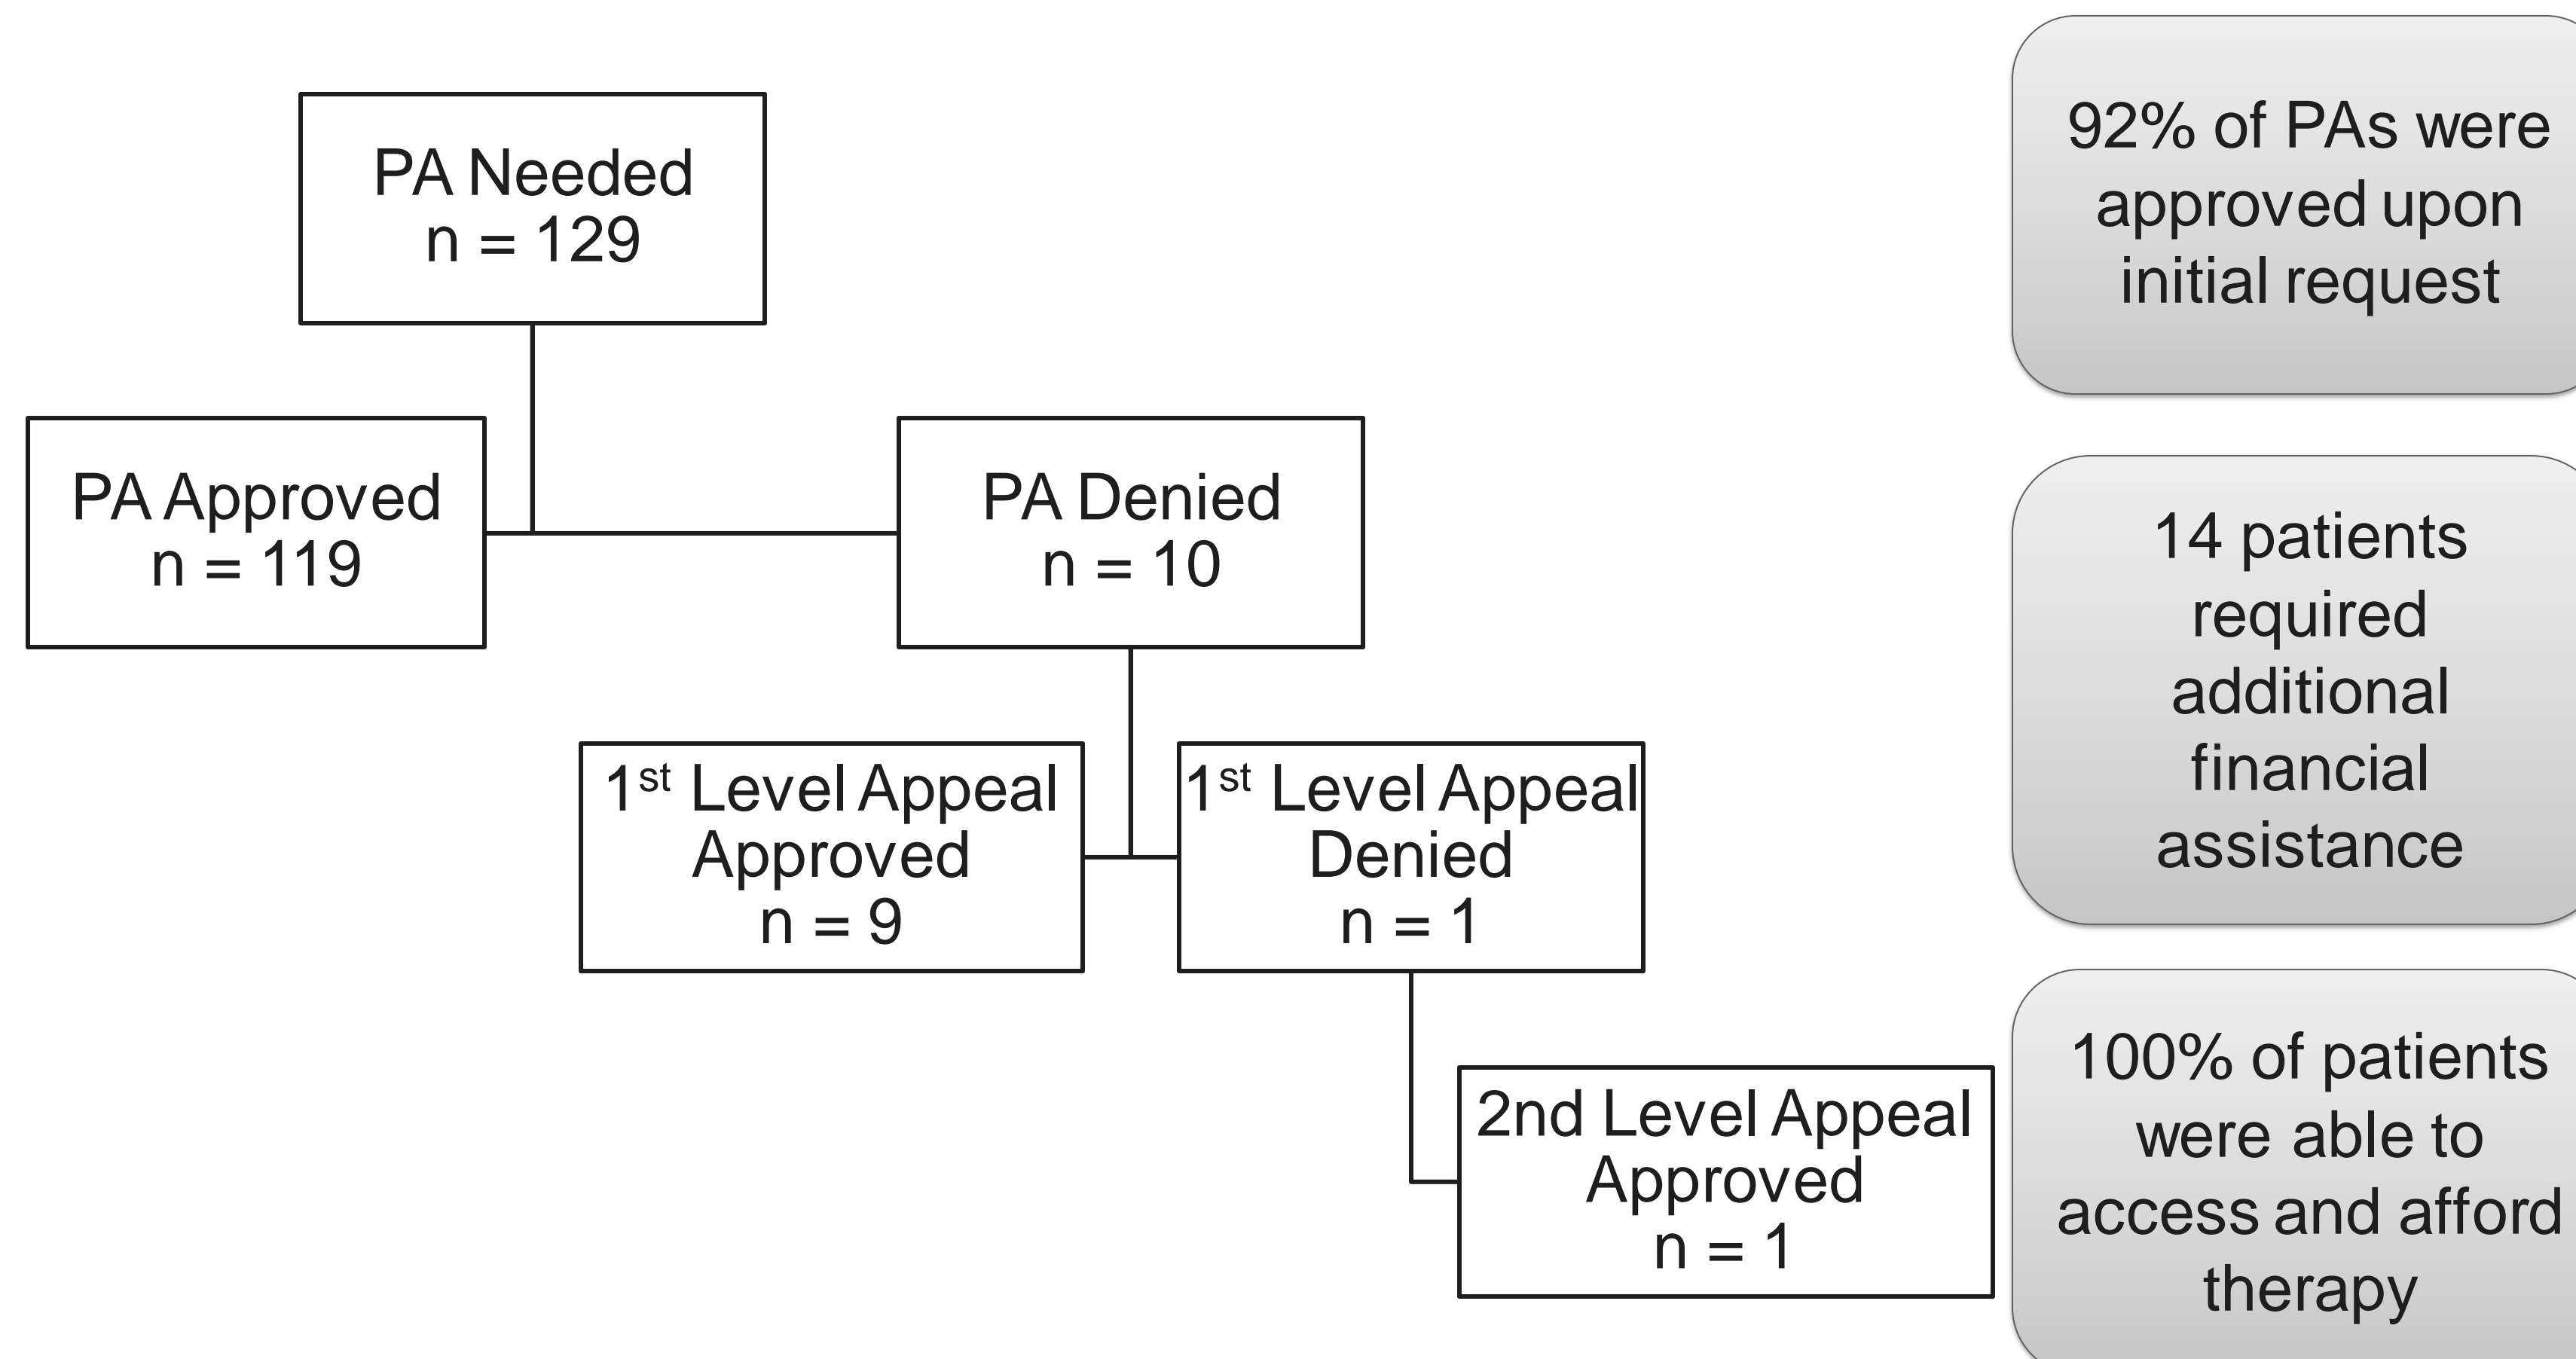 PA Needed
n = 129
PA Approved
n = 119
PA Denied
n = 10
1st Level Appeal
Approved
n = 9
1st Level Appeal
Denied
n = 1
2nd Level Appeal
Approved
n = 1
92% of PAs were
approved upon
initial request
14 patients
required
additional
financial
assistance
100% of patients
were able to
access and afford
therapy